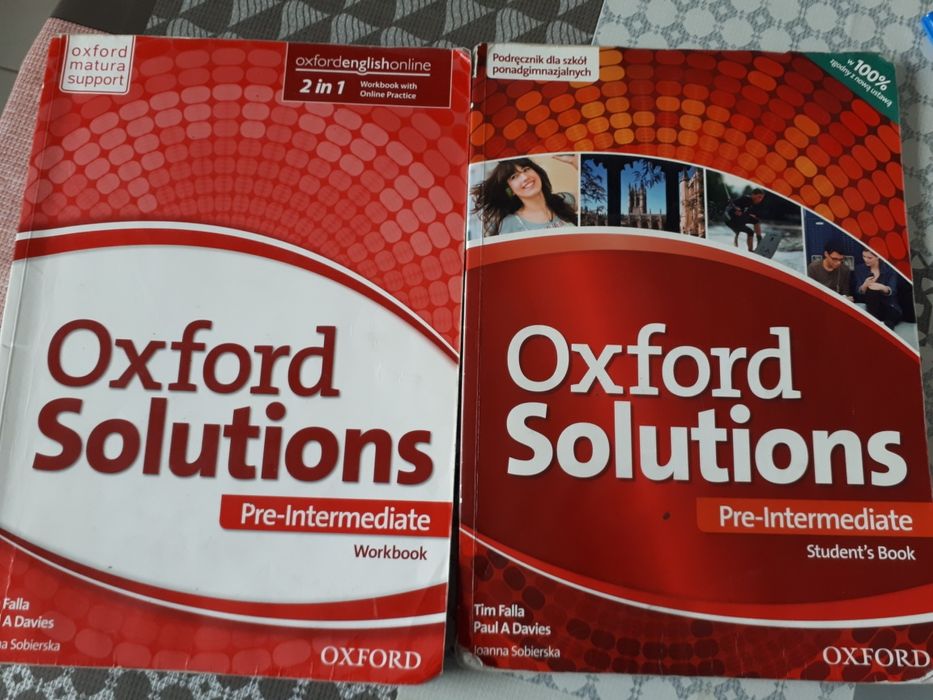 oxford
matura
support
oxfordenglishonline
2 in 1
Workbook with
Online Practice
Oxford
Solutions
Pre-Intermediate
Workbook
Falla
A Davies
Sobierska
OXFORD
Podręcznik dla szkół
ponadgimnazjalnych
w 100%
zgodny z nową ustawą
Oxford
Solutions
Pre-Intermediate
Student's Book
Tim Falla
Paul A Davies
Joanna Sobierska
OXFORD